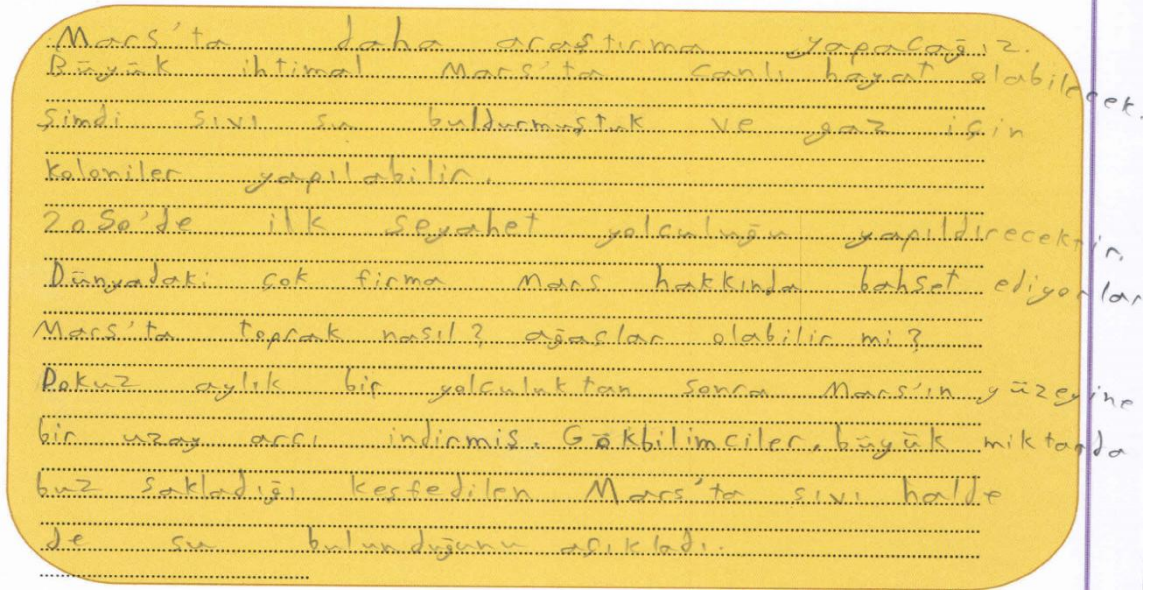 Mars'ta daha araştırma yapacağız.
Büyük ihtimal Mars'ta canlı hayat olabilecek.
Şimdi sıvı su buldurmuştuk ve gaz için
koloniler yapılabilir.
2050'de ilk seyahet yolculuğu yapıldırecektir.
Dünyadaki çok firma Mars hakkında bahset ediyorlar
Mars'ta toprak nasıl? ağaçlar olabilir mi?
Dokuz aylık bir yolculuktan sonra Mars'ın yüzeyine
bir uzay arcı indirmiş. Gökbilimciler, büyük miktarda
buz sakladığı keşfedilen Mars'ta sıvı halde
de su bulunduğunu açıkladı.